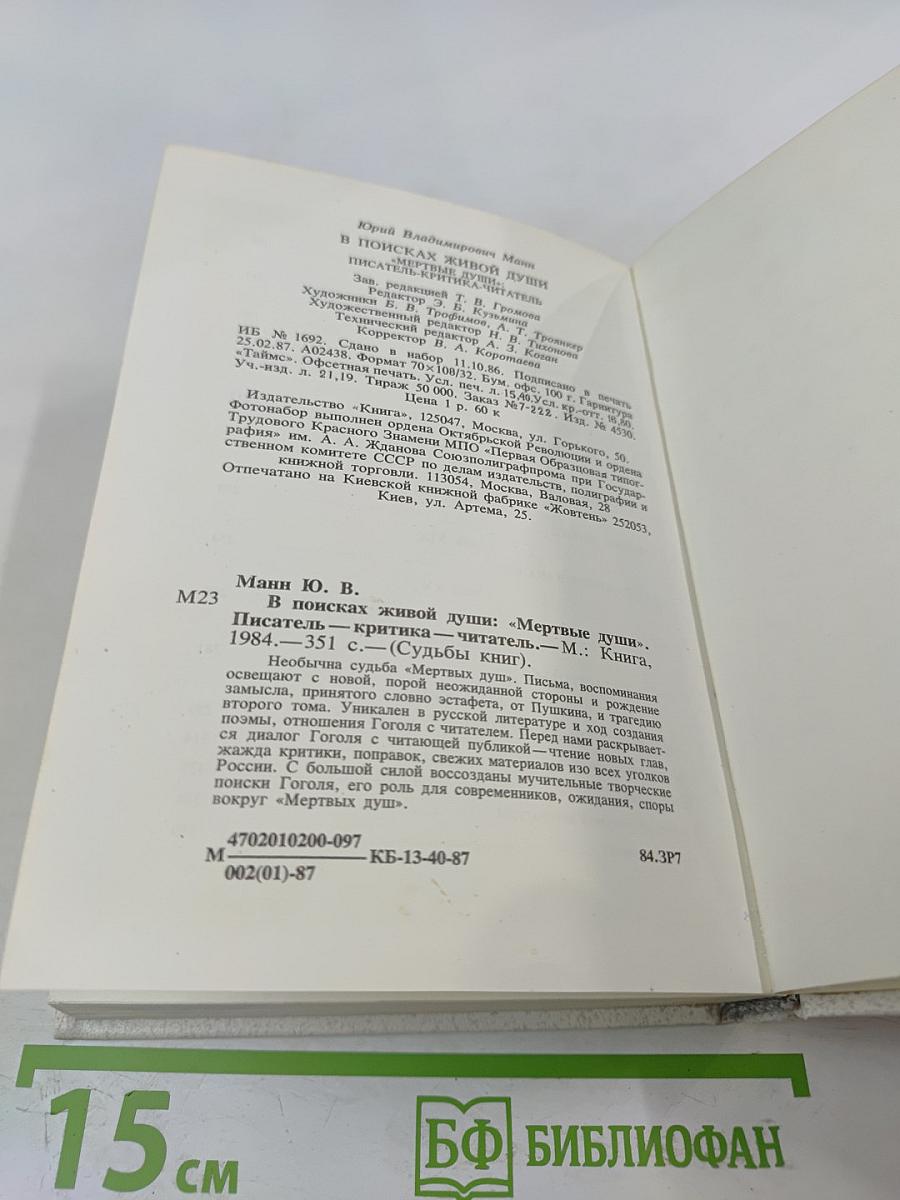 Юрий Владимирович Манн
В ПОИСКАХ ЖИВОЙ ДУШИ
«МЕРТВЫЕ ДУШИ»:
ПИСАТЕЛЬ-КРИТИКА-ЧИТАТЕЛЬ
Зав. редакцией Т. В. Громова
Редактор Э. Б. Кузьмина
Художники Б. В. Трофимов, А. Т. Троянкер
Художественный редактор Н. В. Тихонова
Технический редактор А. З. Коган
Корректор В. А. Коротаева
ИБ № 1692. Сдано в набор 11.10.86. Подписано в печать
25.02.87. А02438. Формат 70×108/32. Бум. офс. 100 г. Гарнитура
«Таймс». Офсетная печать. Усл. печ. л. 15,40. Усл. кр.-отт. 18,80.
Уч.-изд. л. 21,19. Тираж 50 000. Заказ №7-222. Изд. № 4530.
Цена 1 р. 60 к
Издательство «Книга», 125047, Москва, ул. Горького, 50.
Фотонабор выполнен ордена Октябрьской Революции и ордена
Трудового Красного Знамени МПО «Первая Образцовая типог-
рафия» им. А. А. Жданова Союзполиграфпрома при Государ-
ственном комитете СССР по делам издательств, полиграфии и
книжной торговли. 113054, Москва, Валовая, 28
Отпечатано на Киевской книжной фабрике «Жовтень» 252053,
Киев, ул. Артема, 25.
Манн Ю. В.
М23 В поисках живой души: «Мертвые души».
Писатель — критика — читатель.— М.: Книга,
1984.— 351 с.— (Судьбы книг).
Необычна судьба «Мертвых душ». Письма, воспоминания
освещают с новой, порой неожиданной стороны и рождение
замысла, принятого словно эстафета, от Пушкина, и трагедию
второго тома. Уникален в русской литературе и ход создания
поэмы, отношения Гоголя с читателем. Перед нами раскрывает-
ся диалог Гоголя с читающей публикой — чтение новых глав,
жажда критики, поправок, свежих материалов изо всех уголков
России. С большой силой воссозданы мучительные творческие
поиски Гоголя, его роль для современников, ожидания, споры
вокруг «Мертвых душ».
4702010200-097
М КБ-13-40-87 84.3Р7
002(01)-87
15 см
БФ БИБЛИОФАН